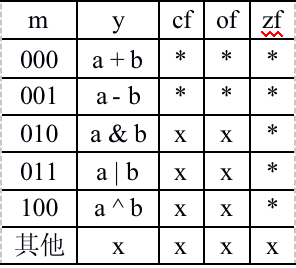 m y cf of zf
000 a + b * * *
001 a - b * * *
010 a & b x x *
011 a | b x x *
100 a ^ b x x *
其他 x x x x